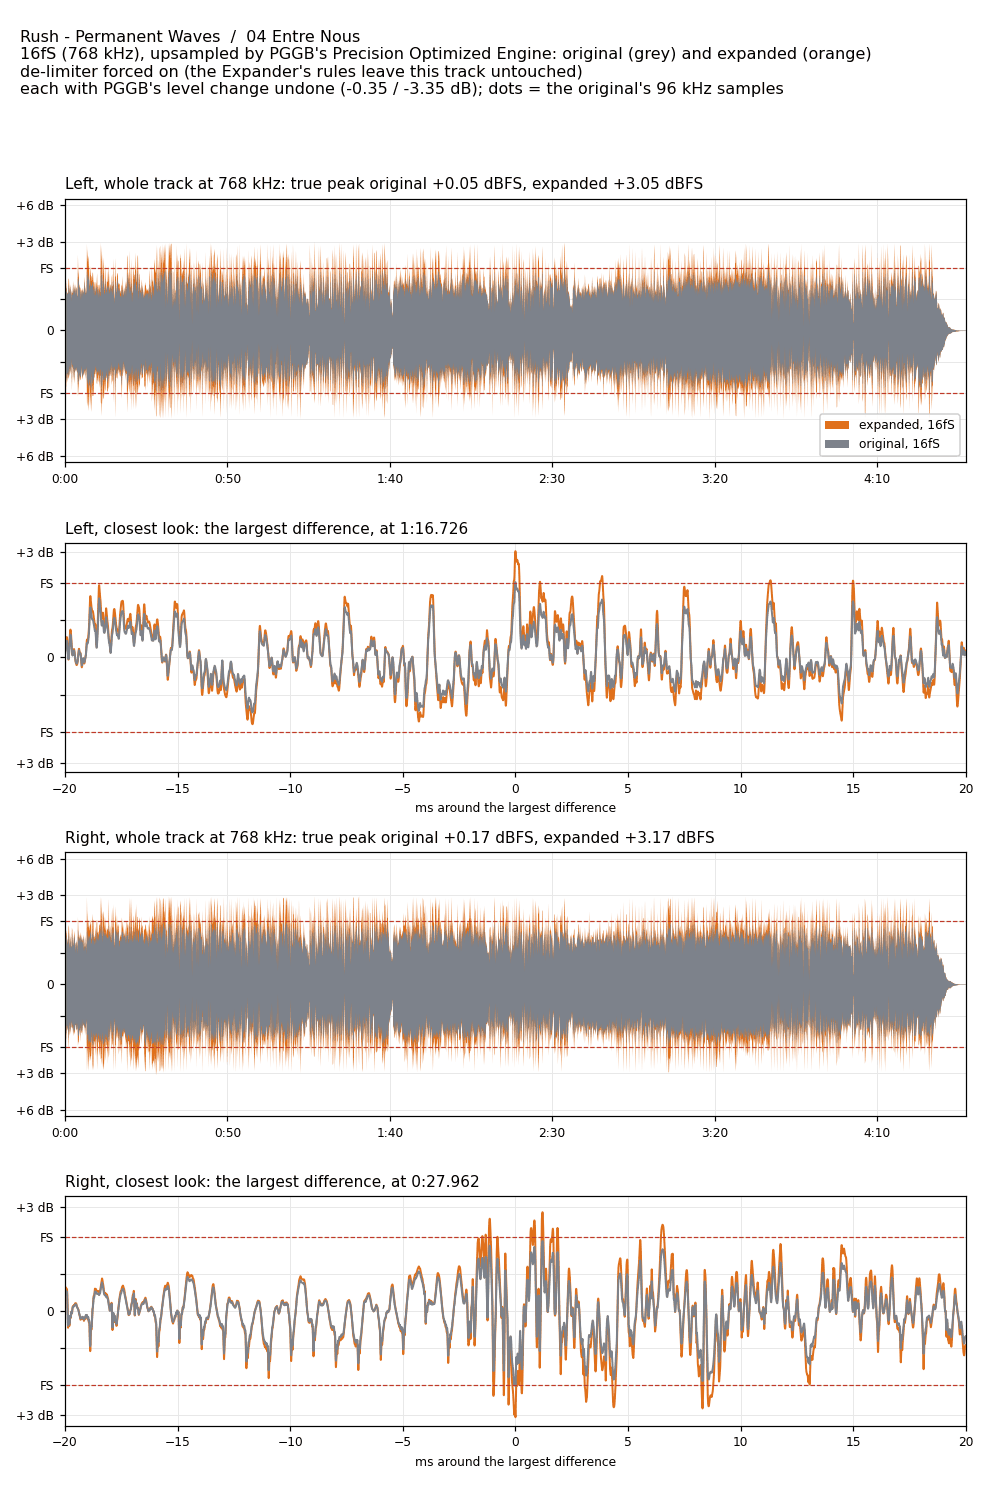 Rush - Permanent Waves  /  04 Entre Nous
16fS (768 kHz), upsampled by PGGB's Precision Optimized Engine: original (grey) and expanded (orange)
de-limiter forced on (the Expander's rules leave this track untouched)
each with PGGB's level change undone (-0.35 / -3.35 dB); dots = the original's 96 kHz samples
Left, whole track at 768 kHz: true peak original +0.05 dBFS, expanded +3.05 dBFS
+6 dB
+3 dB
FS
0
FS
+3 dB
+6 dB
expanded, 16fS
original, 16fS
0:00 0:50 1:40 2:30 3:20 4:10
Left, closest look: the largest difference, at 1:16.726
+3 dB
FS
0
FS
+3 dB
−20 −15 −10 −5 0 5 10 15 20
ms around the largest difference
Right, whole track at 768 kHz: true peak original +0.17 dBFS, expanded +3.17 dBFS
+6 dB
+3 dB
FS
0
FS
+3 dB
+6 dB
0:00 0:50 1:40 2:30 3:20 4:10
Right, closest look: the largest difference, at 0:27.962
+3 dB
FS
0
FS
+3 dB
−20 −15 −10 −5 0 5 10 15 20
ms around the largest difference